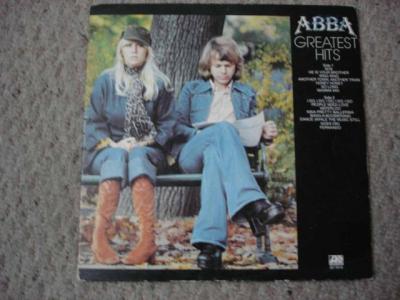 ABBA
GREATEST
HITS
Side 1
SOS
HE IS YOUR BROTHER
RING RING
ANOTHER TOWN, ANOTHER TRAIN
HONEY HONEY
SO LONG
MAMMA MIA
Side 2
I DO, I DO, I DO, I DO, I DO
PEOPLE NEED LOVE
WATERLOO
NINA PRETTY BALLERINA
BANG-A-BOOMERANG
DANCE (WHILE THE MUSIC STILL
GOES ON)
FERNANDO